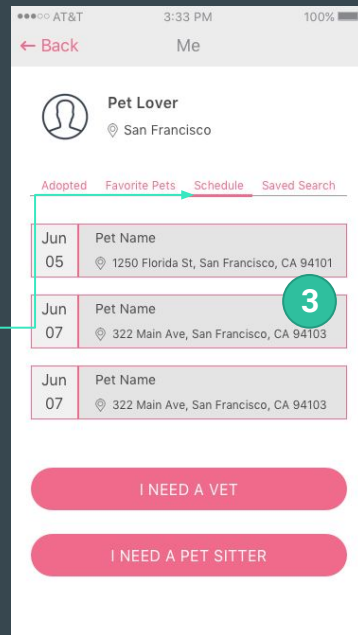 AT&T 3:33 PM 100%
← Back Me
Pet Lover
San Francisco
Adopted Favorite Pets Schedule Saved Search
Jun Pet Name
05 1250 Florida St, San Francisco, CA 94101
Jun Pet Name
07 322 Main Ave, San Francisco, CA 94103
3
Jun Pet Name
07 322 Main Ave, San Francisco, CA 94103
I NEED A VET
I NEED A PET SITTER